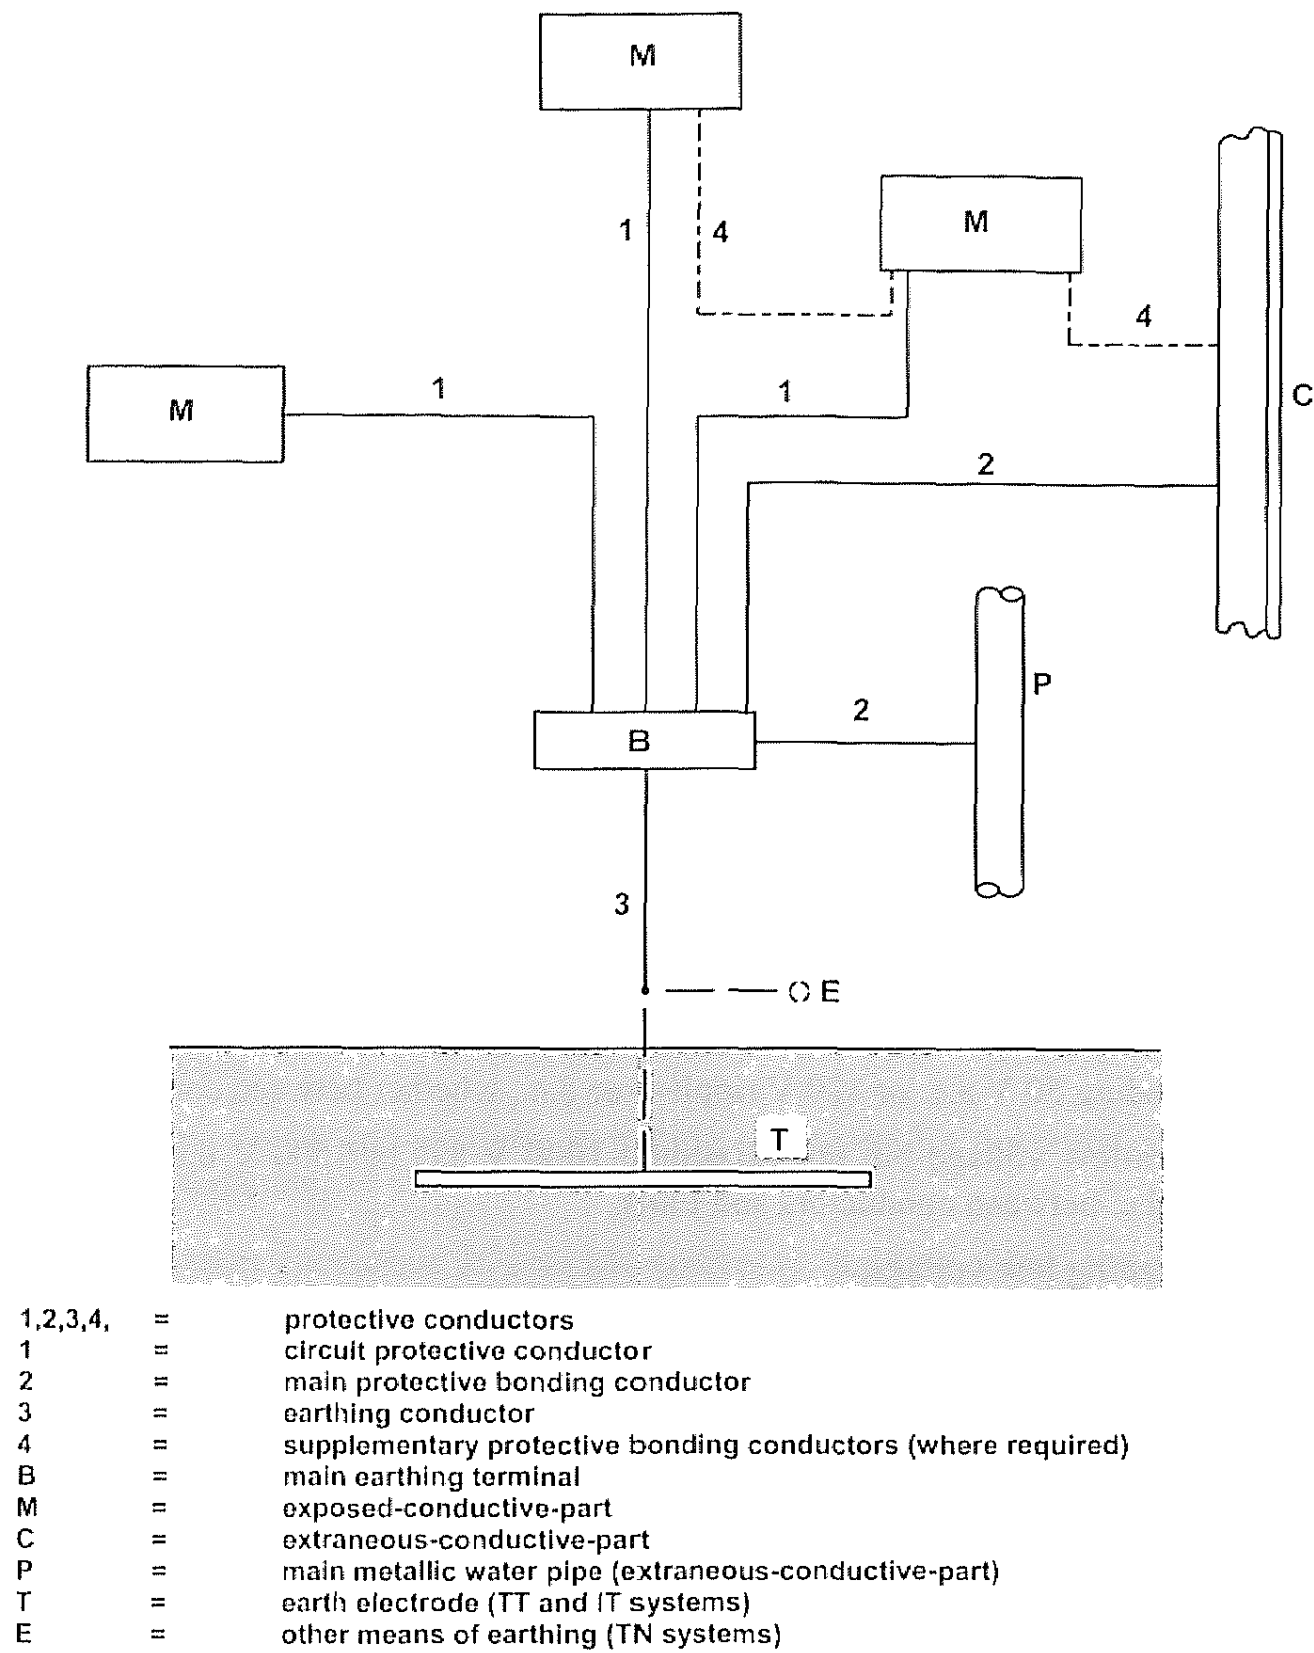 M
M
1
4
4
M
1
1
C
2
P
2
B
3
E
T
1,2,3,4, = protective conductors
1 = circuit protective conductor
2 = main protective bonding conductor
3 = earthing conductor
4 = supplementary protective bonding conductors (where required)
B = main earthing terminal
M = exposed-conductive-part
C = extraneous-conductive-part
P = main metallic water pipe (extraneous-conductive-part)
T = earth electrode (TT and IT systems)
E = other means of earthing (TN systems)